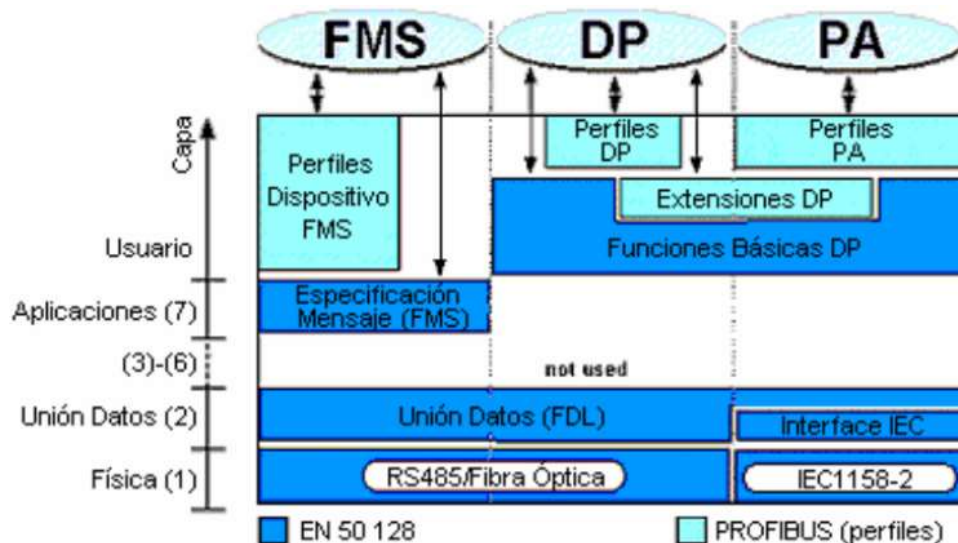 FMS
DP
PA
Capa
Perfiles
Dispositivo
FMS
Perfiles
DP
Perfiles
PA
Extensiones DP
Usuario
Funciones Básicas DP
Aplicaciones (7)
Especificación
Mensaje (FMS)
(3)-(6)
not used
Unión Datos (2)
Unión Datos (FDL)
Interface IEC
Física (1)
RS485/Fibra Óptica
IEC1158-2
EN 50 128
PROFIBUS (perfiles)